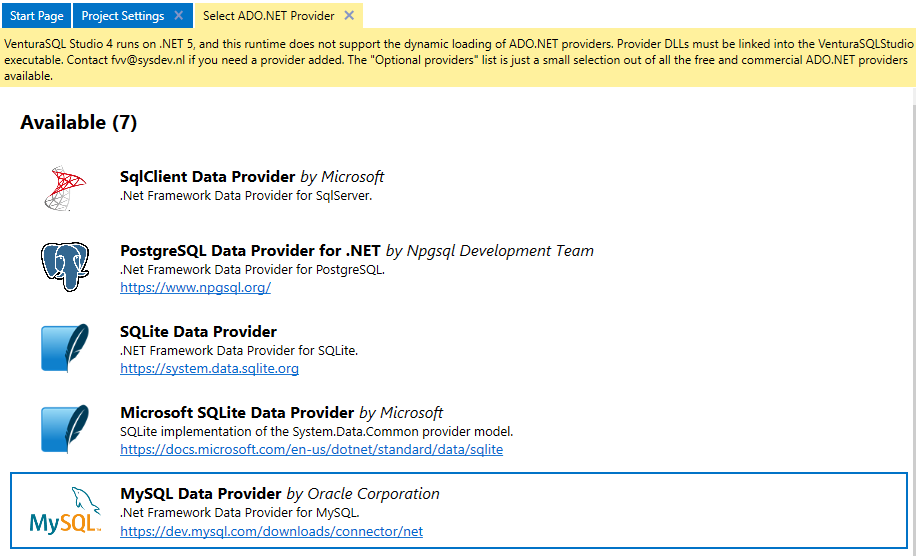 Start Page
Project Settings
Select ADO.NET Provider
VenturaSQL Studio 4 runs on .NET 5, and this runtime does not support the dynamic loading of ADO.NET providers. Provider DLLs must be linked into the VenturaSQLStudio
executable. Contact fvv@sysdev.nl if you need a provider added. The "Optional providers" list is just a small selection out of all the free and commercial ADO.NET providers
available.
Available (7)
SqlClient Data Provider by Microsoft
.Net Framework Data Provider for SqlServer.
PostgreSQL Data Provider for .NET by Npgsql Development Team
.Net Framework Data Provider for PostgreSQL.
https://www.npgsql.org/
SQLite Data Provider
.NET Framework Data Provider for SQLite.
https://system.data.sqlite.org
Microsoft SQLite Data Provider by Microsoft
SQLite implementation of the System.Data.Common provider model.
https://docs.microsoft.com/en-us/dotnet/standard/data/sqlite
MySQL
MySQL Data Provider by Oracle Corporation
.Net Framework Data Provider for MySQL.
https://dev.mysql.com/downloads/connector/net